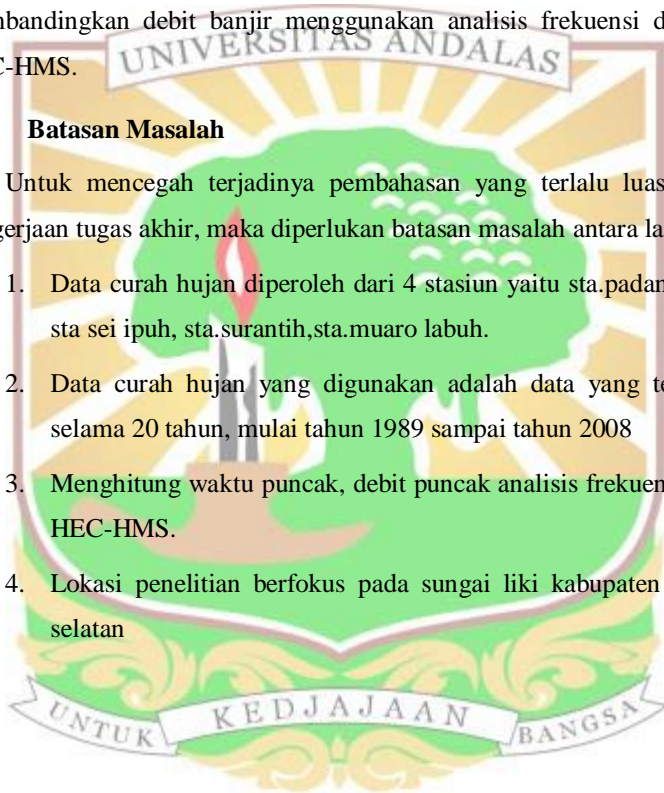 mbandingkan debit banjir menggunakan analisis frekuensi d
C-HMS.
UNIVERSITAS ANDALAS
Batasan Masalah
Untuk mencegah terjadinya pembahasan yang terlalu luas
gerjaan tugas akhir, maka diperlukan batasan masalah antara la
1. Data curah hujan diperoleh dari 4 stasiun yaitu sta.padan
sta sei ipuh, sta.surantih,sta.muaro labuh.
2. Data curah hujan yang digunakan adalah data yang te
selama 20 tahun, mulai tahun 1989 sampai tahun 2008
3. Menghitung waktu puncak, debit puncak analisis frekuen
HEC-HMS.
4. Lokasi penelitian berfokus pada sungai liki kabupaten
selatan
UNTUK KEDJAJAAN BANGSA